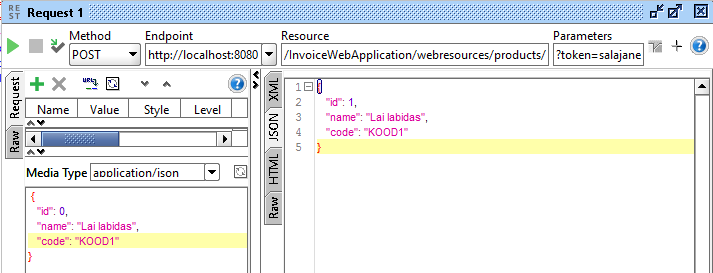 RE ST Request 1
Method Endpoint Resource Parameters
POST http://localhost:8080 /InvoiceWebApplication/webresources/products/ ?token=salajane
Request
Raw
Name Value Style Level
Media Type application/json
{
"id": 0,
"name": "Lai labidas",
"code": "KOOD1"
}
XML
JSON
HTML
Raw
1 {
2 "id": 1,
3 "name": "Lai labidas",
4 "code": "KOOD1"
5 }